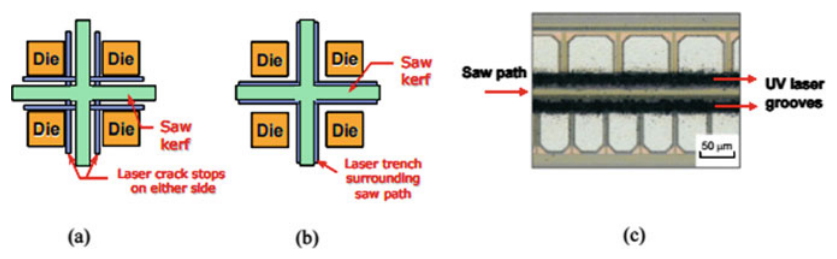 Die
Die
Saw
kerf
Die
Die
Laser crack stops
on either side
(a)
Die
Die
Saw
kerf
Die
Die
Laser trench
surrounding
saw path
(b)
Saw path
UV laser
grooves
50 μm
(c)